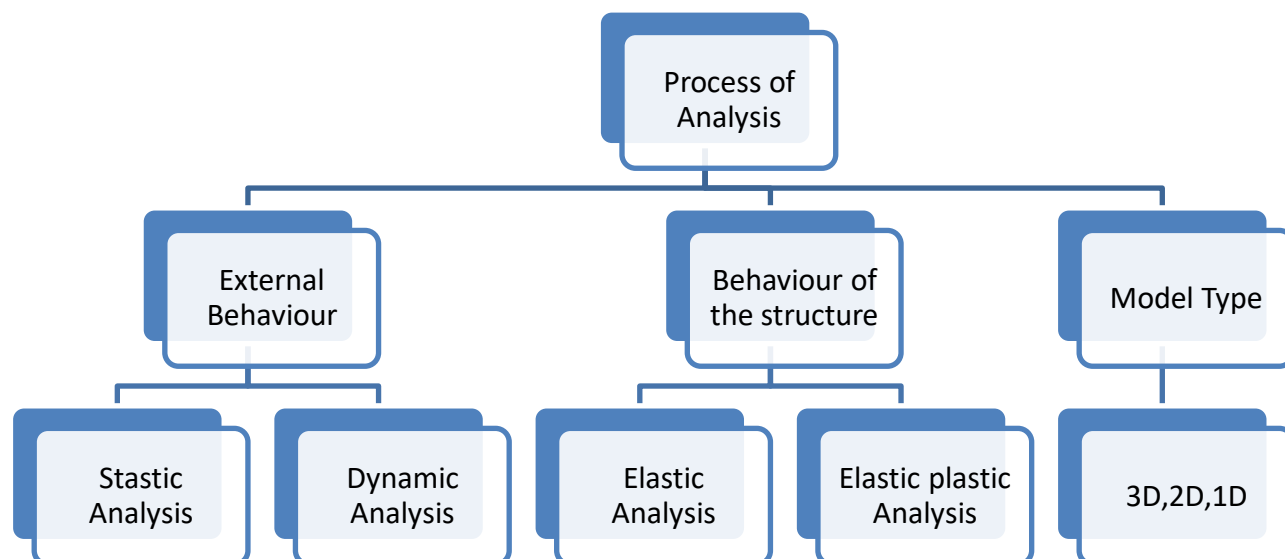 Process of
Analysis
External
Behaviour
Behaviour of
the structure
Model Type
Stastic
Analysis
Dynamic
Analysis
Elastic
Analysis
Elastic plastic
Analysis
3D,2D,1D